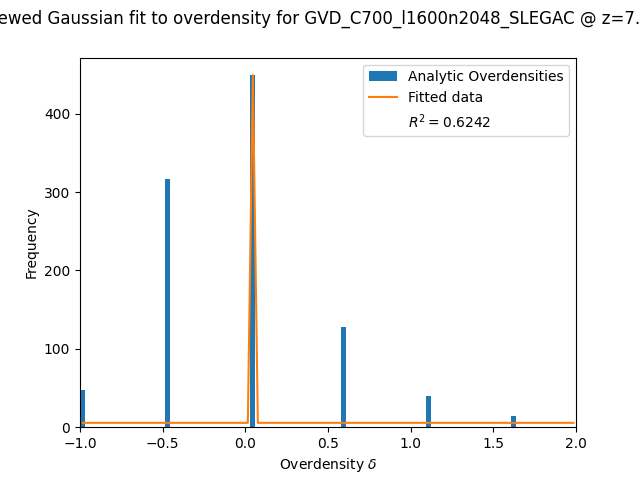 ewed Gaussian fit to overdensity for GVD_C700_l1600n2048_SLEGAC @ z=7.
Analytic Overdensities
Fitted data
R² = 0.6242
Frequency
400
300
200
100
0
−1.0 −0.5 0.0 0.5 1.0 1.5 2.0
Overdensity δ